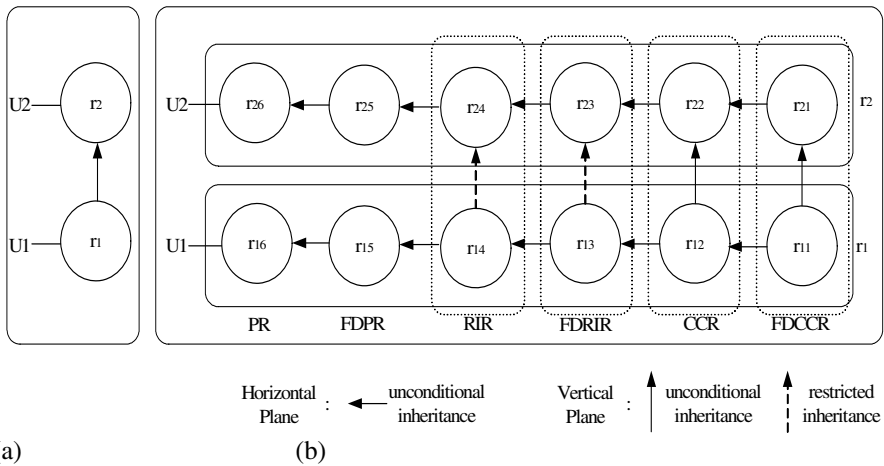 U2 r2
U1 r1
U2 r26 r25 r24 r23 r22 r21 r2
U1 r16 r15 r14 r13 r12 r11 r1
PR FDPR RIR FDRIR CCR FDCCR
Horizontal Plane : unconditional inheritance
Vertical Plane : unconditional inheritance restricted inheritance
a) (b)